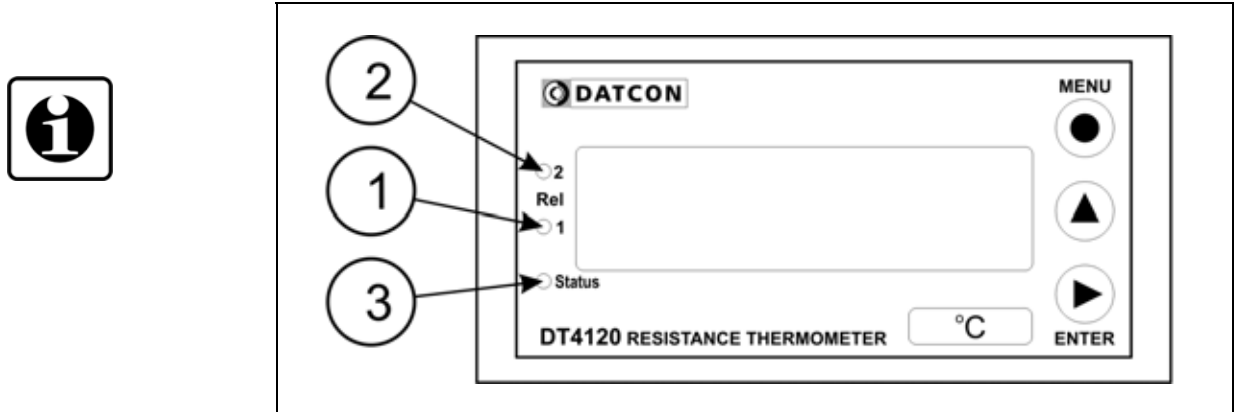 i
2
DATCON
MENU
2
1
Rel
1
3
Status
DT4120 RESISTANCE THERMOMETER
°C
ENTER